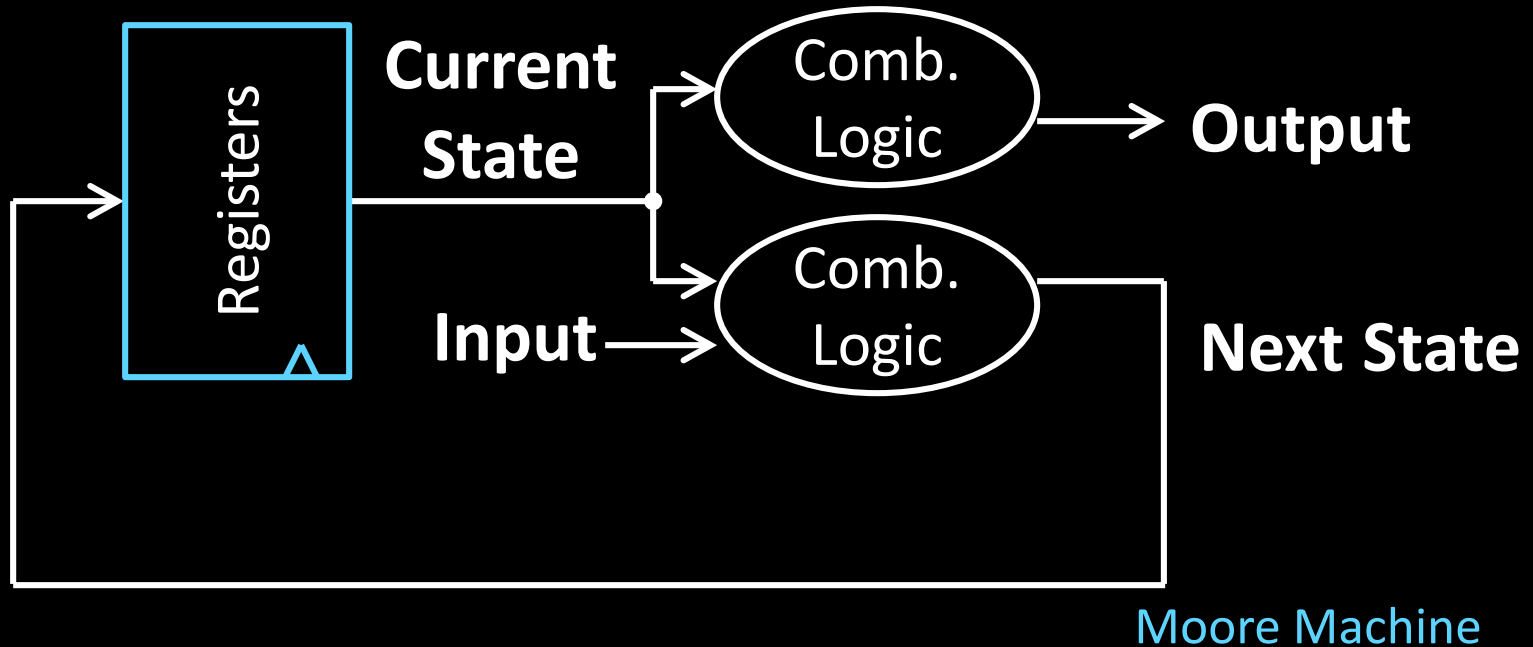 Registers
Current
State
Comb.
Logic
Output
Input
Comb.
Logic
Next State
Moore Machine